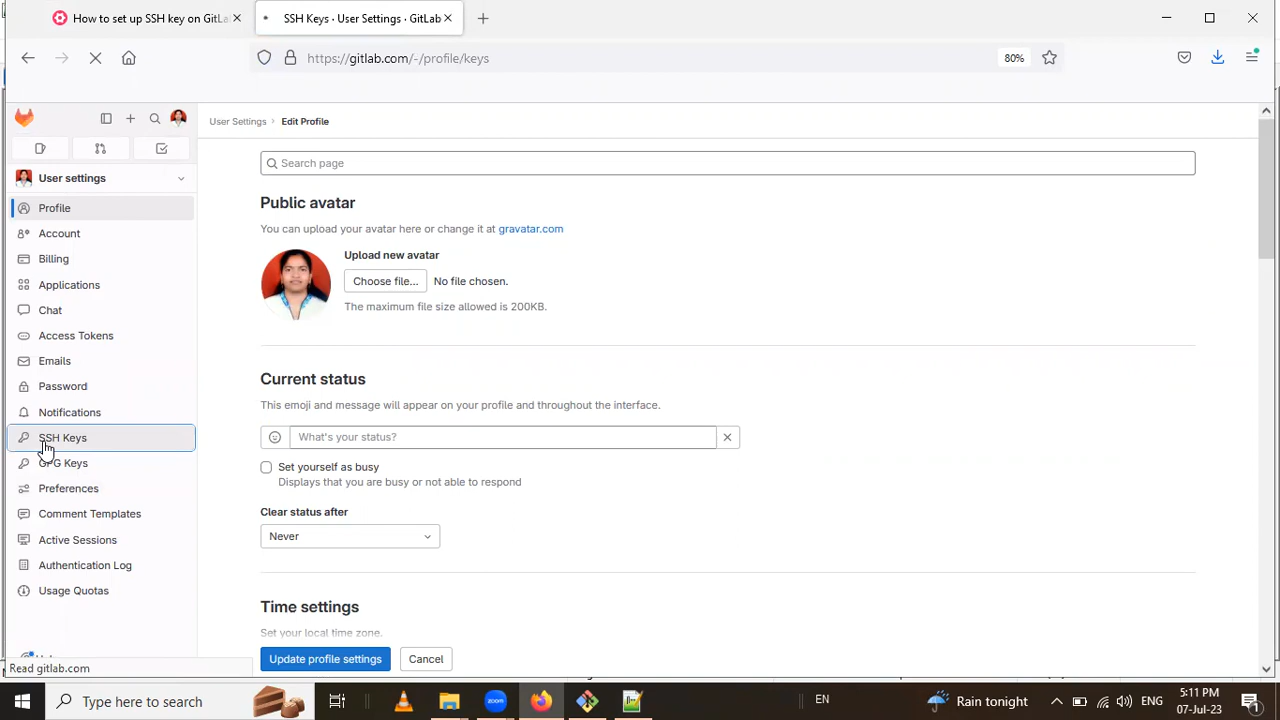 How to set up SSH key on GitLa
SSH Keys · User Settings · GitLab
https://gitlab.com/-/profile/keys
80%
User Settings > Edit Profile
Search page
User settings
Profile
Account
Billing
Applications
Chat
Access Tokens
Emails
Password
Notifications
SSH Keys
GPG Keys
Preferences
Comment Templates
Active Sessions
Authentication Log
Usage Quotas
Public avatar
You can upload your avatar here or change it at gravatar.com
Upload new avatar
Choose file... No file chosen.
The maximum file size allowed is 200KB.
Current status
This emoji and message will appear on your profile and throughout the interface.
What's your status?
Set yourself as busy
Displays that you are busy or not able to respond
Clear status after
Never
Time settings
Set your local time zone.
Update profile settings Cancel
Read gitlab.com
Type here to search
EN
Rain tonight
ENG
5:11 PM
07-Jul-23
1